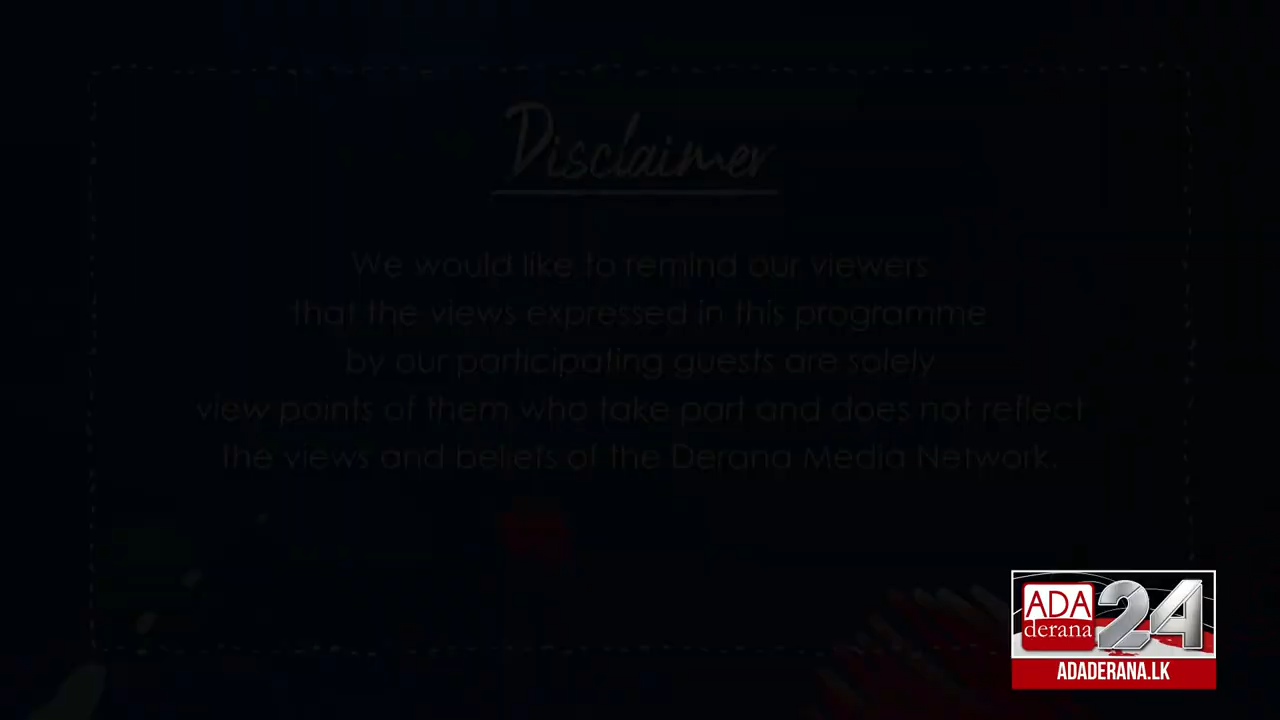 Disclaimer
We would like to remind our viewers
that the views expressed in this programme
by our participating guests are solely
view points of them who take part and does not reflect
the views and beliefs of the Derana Media Network.
ADA
derana
24
ADADERANA.LK